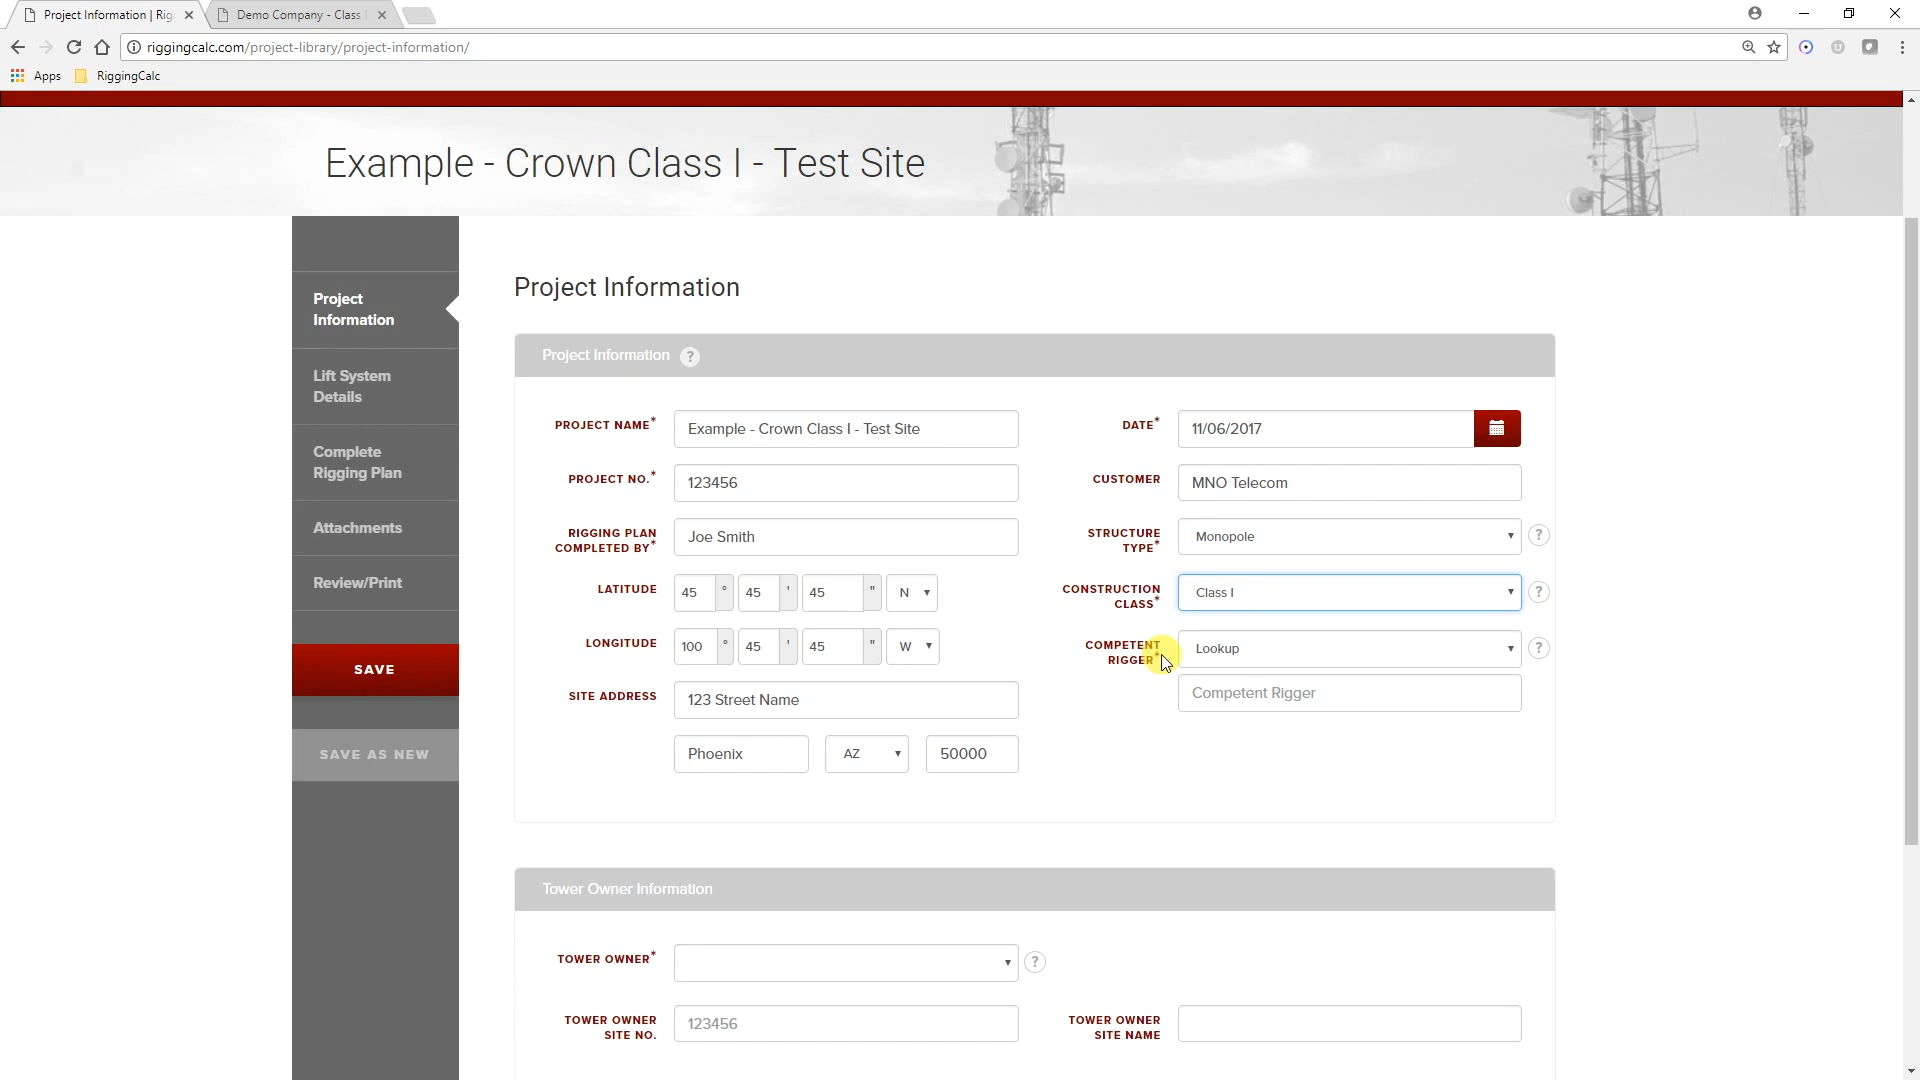 Project Information | Rig
Demo Company - Class I
riggingcalc.com/project-library/project-information/
Apps
RiggingCalc
Example - Crown Class I - Test Site
Project
Information
Lift System
Details
Complete
Rigging Plan
Attachments
Review/Print
SAVE
SAVE AS NEW
Project Information
Project Information ?
PROJECT NAME* Example - Crown Class I - Test Site
DATE* 11/06/2017
PROJECT NO.* 123456
CUSTOMER MNO Telecom
RIGGING PLAN
COMPLETED BY* Joe Smith
STRUCTURE
TYPE* Monopole ?
LATITUDE 45 ° 45 ' 45 " N
CONSTRUCTION
CLASS* Class I ?
LONGITUDE 100 ° 45 ' 45 " W
COMPETENT
RIGGER* Lookup ?
Competent Rigger
SITE ADDRESS 123 Street Name
Phoenix AZ 50000
Tower Owner Information
TOWER OWNER* ?
TOWER OWNER
SITE NO. 123456
TOWER OWNER
SITE NAME